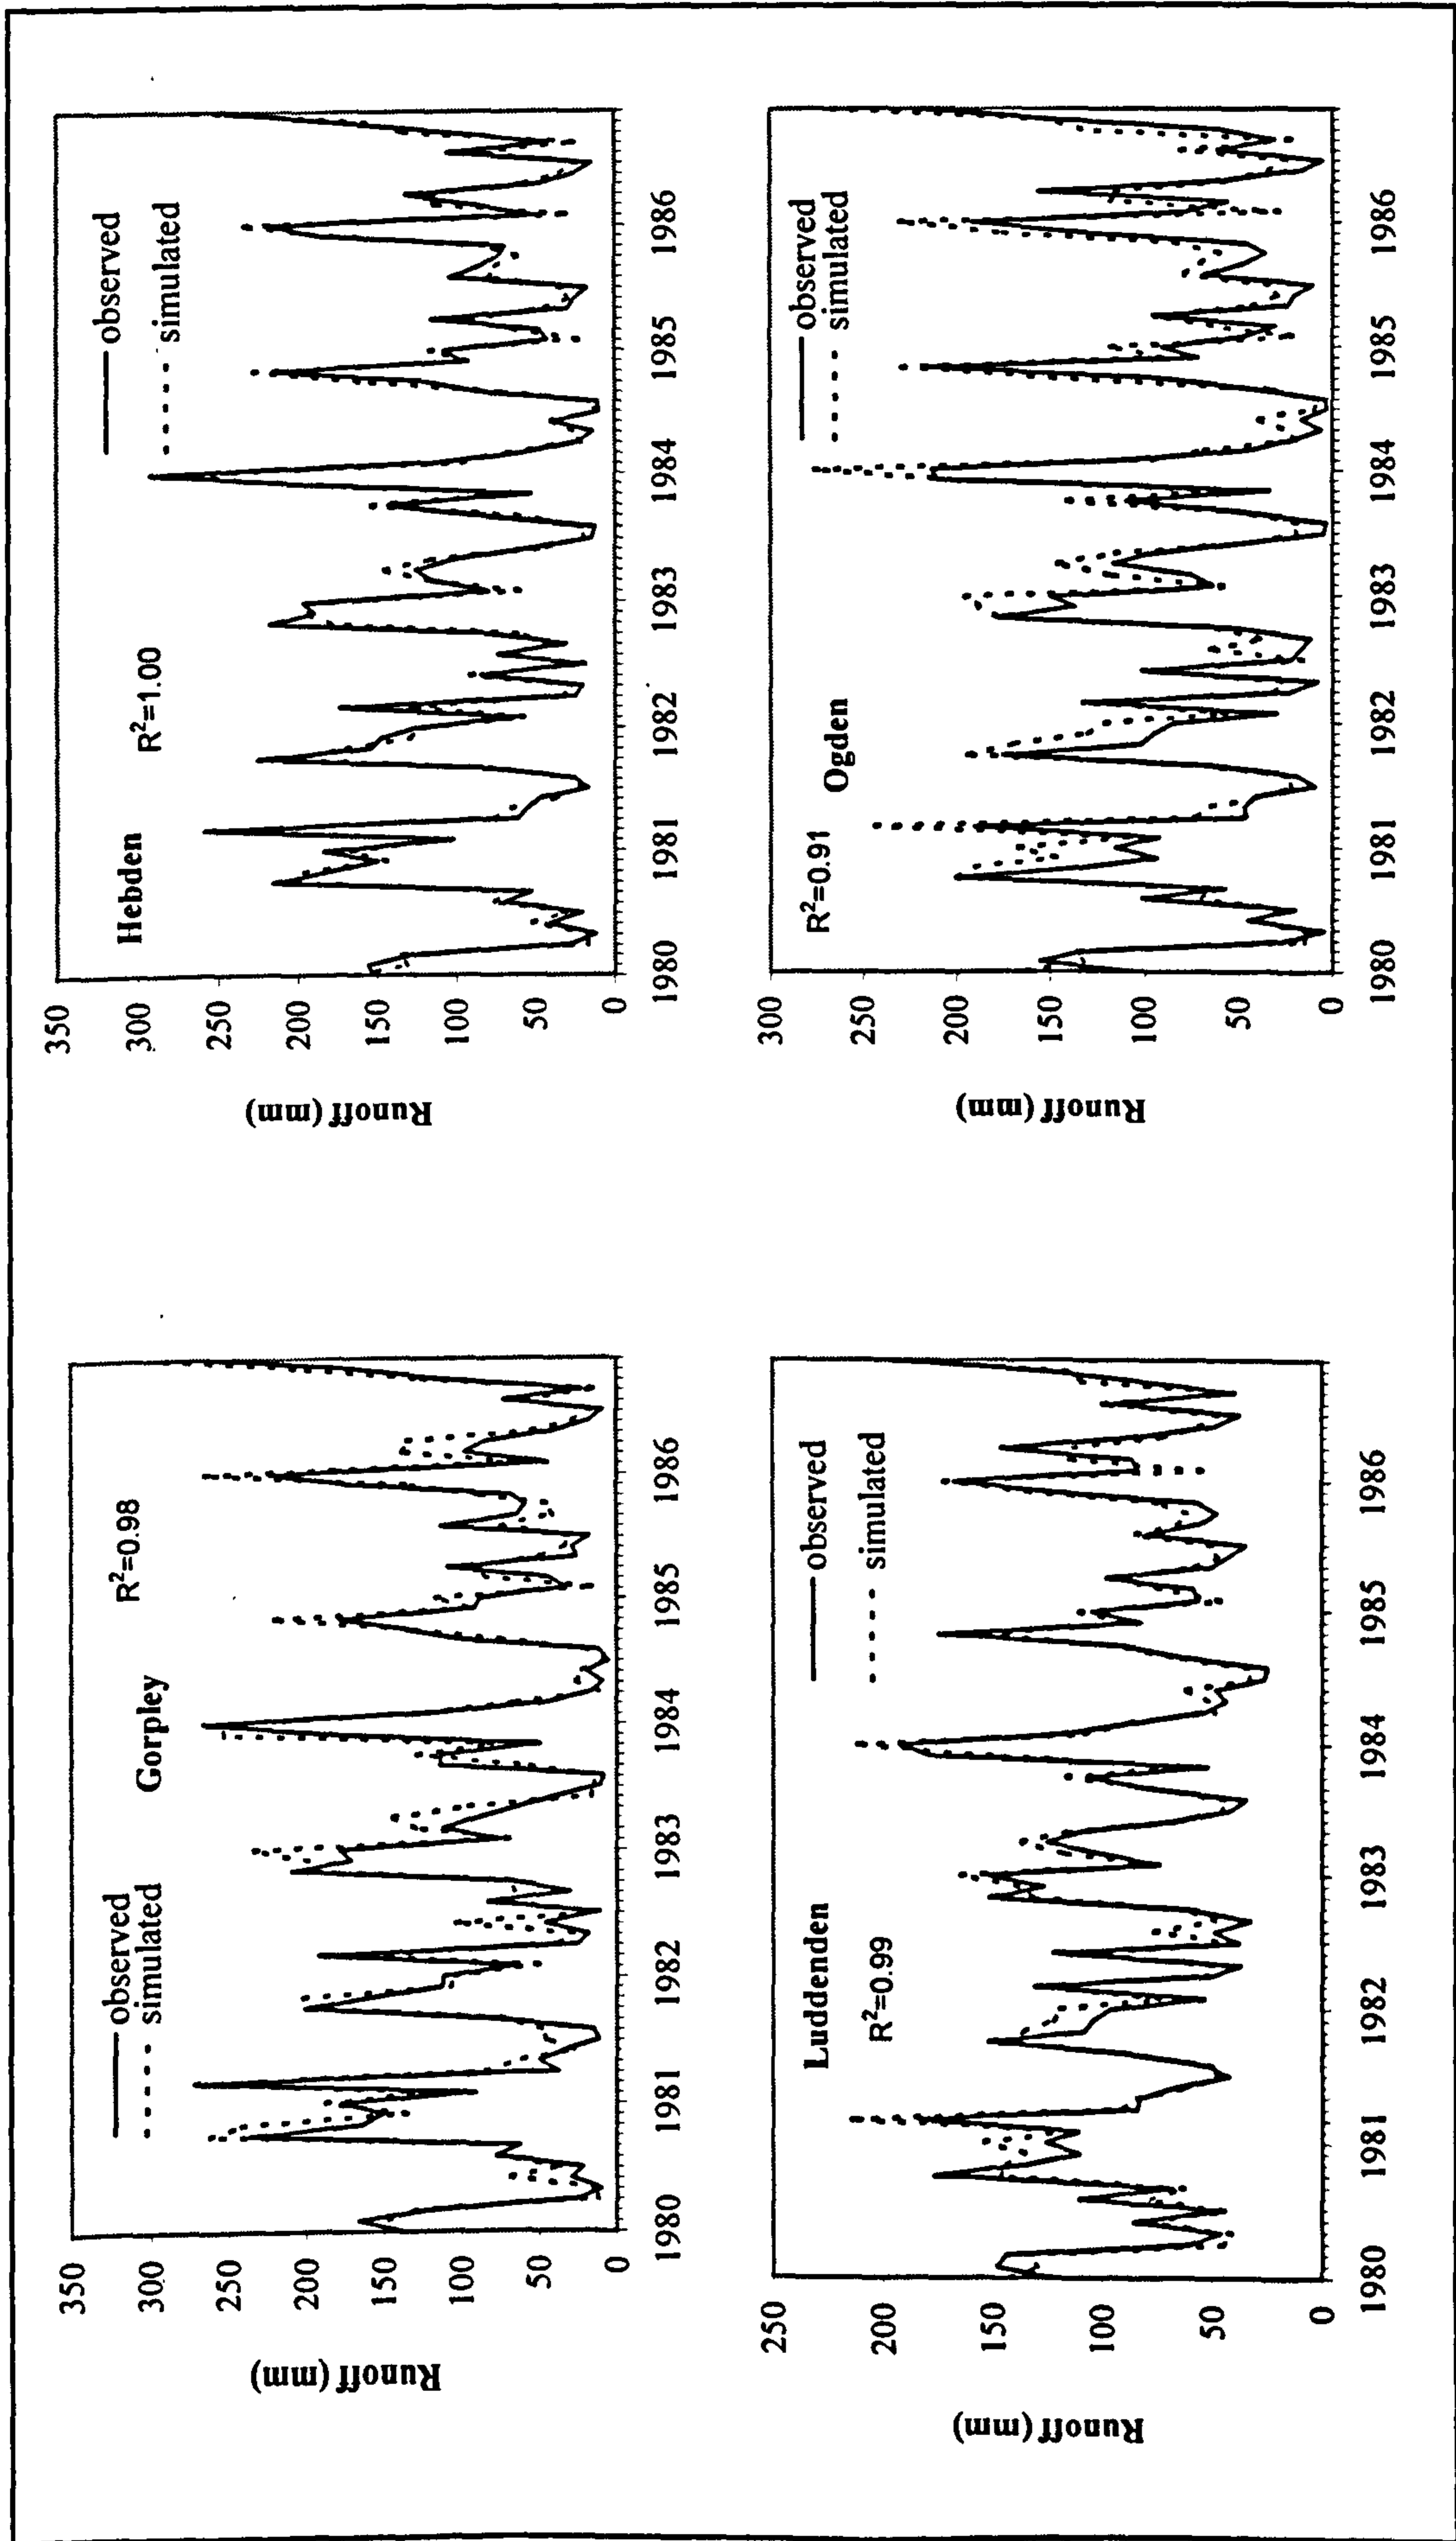 Gorpley
R²=0.98
observed
simulated
Runoff (mm)
350
300
250
200
150
100
50
0
1980
1981
1982
1983
1984
1985
1986
Hebden
R²=1.00
observed
simulated
Runoff (mm)
350
300
250
200
150
100
50
0
1980
1981
1982
1983
1984
1985
1986
Luddenden
R²=0.99
observed
simulated
Runoff (mm)
250
200
150
100
50
0
1980
1981
1982
1983
1984
1985
1986
R²=0.91
Ogden
observed
simulated
Runoff (mm)
300
250
200
150
100
50
0
1980
1981
1982
1983
1984
1985
1986